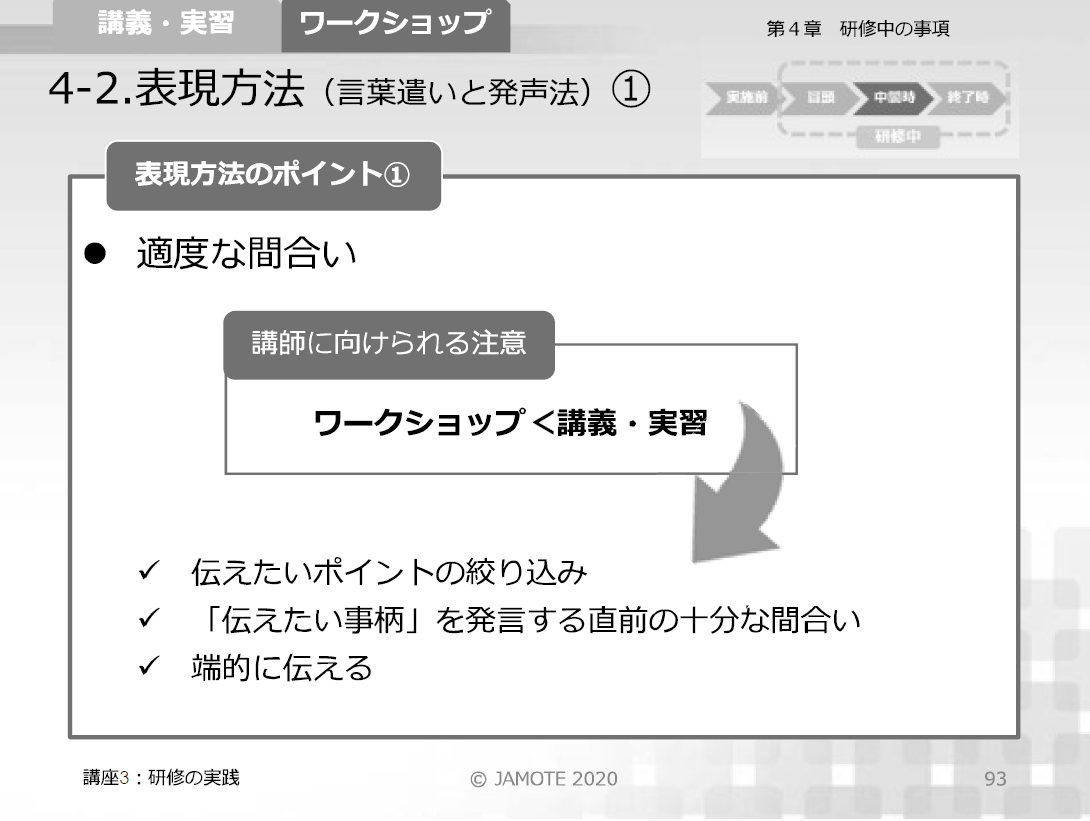 講義・実習
ワークショップ
第４章　研修中の事項
4-2.表現方法（言葉遣いと発声法）①
実施前
冒頭
中盤時
終了時
研修中
表現方法のポイント①
● 適度な間合い
講師に向けられる注意
ワークショップ＜講義・実習
✓ 伝えたいポイントの絞り込み
✓ 「伝えたい事柄」を発言する直前の十分な間合い
✓ 端的に伝える
講座3：研修の実践
© JAMOTE 2020
93